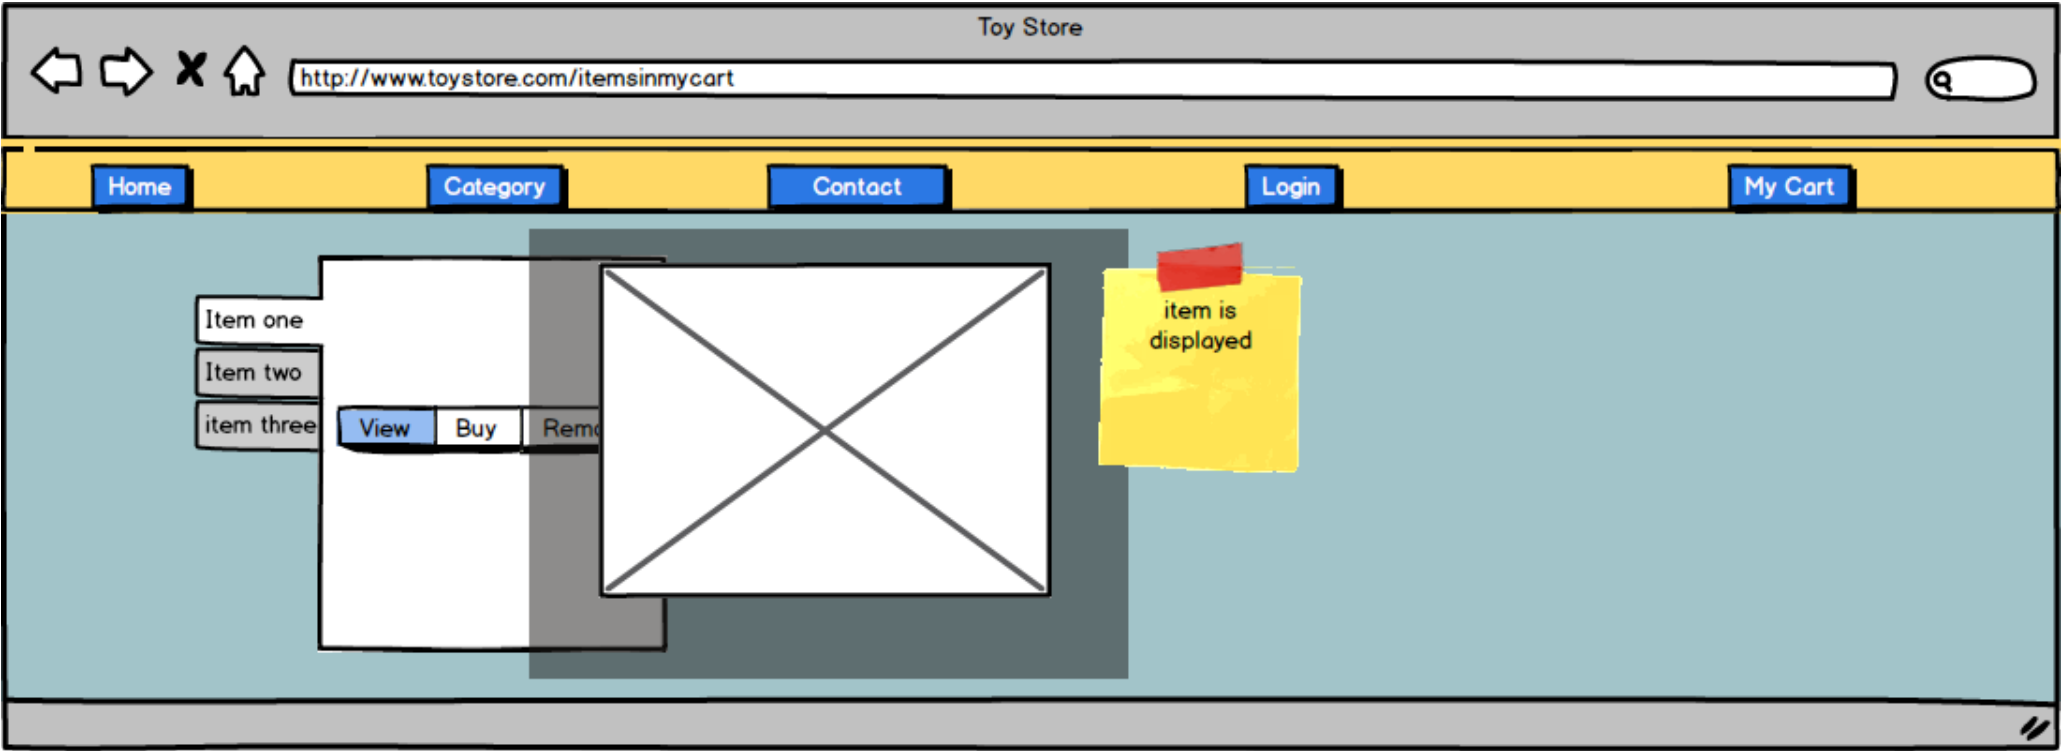 Toy Store
http://www.toystore.com/itemsinmycart
Home
Category
Contact
Login
My Cart
Item one
Item two
item three
View
Buy
item is
displayed